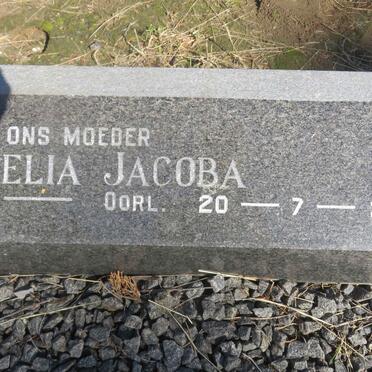 ONS MOEDER
ELIA JACOBA
OORL. 20 — 7 —